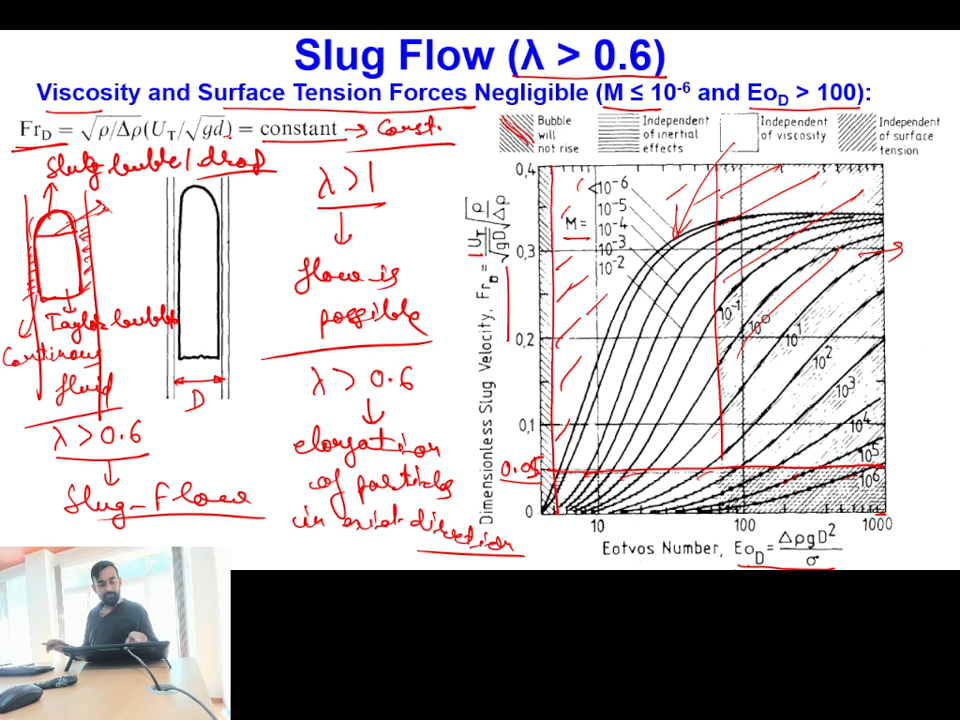 Slug Flow (λ > 0.6)
Viscosity and Surface Tension Forces Negligible (M ≤ 10⁻⁶ and Eo_D > 100):
Fr_D = √ρ/Δρ(U_T/√gd) = constant → Const.
Slug bubble/drop
Taylor bubble
Continous
fluid
λ > 0.6
Slug-Flow
D
λ > 1
flow is
possible
λ > 0.6
elongation
of particles
in axial direction
Bubble
will
not rise
Independent
of inertial
effects
Independent
of viscosity
Independent
of surface
tension
Dimensionless Slug Velocity, Fr_D = U_T/√gD √ρ/Δρ
0,4
0,3
0,2
0,1
0.05
0
M =
<10⁻⁶
10⁻⁵
10⁻⁴
10⁻³
10⁻²
10⁻¹
10⁰
10¹
10²
10³
10⁴
10⁵
10⁶
10
100
1000
Eotvos Number, Eo_D = ΔρgD²/σ